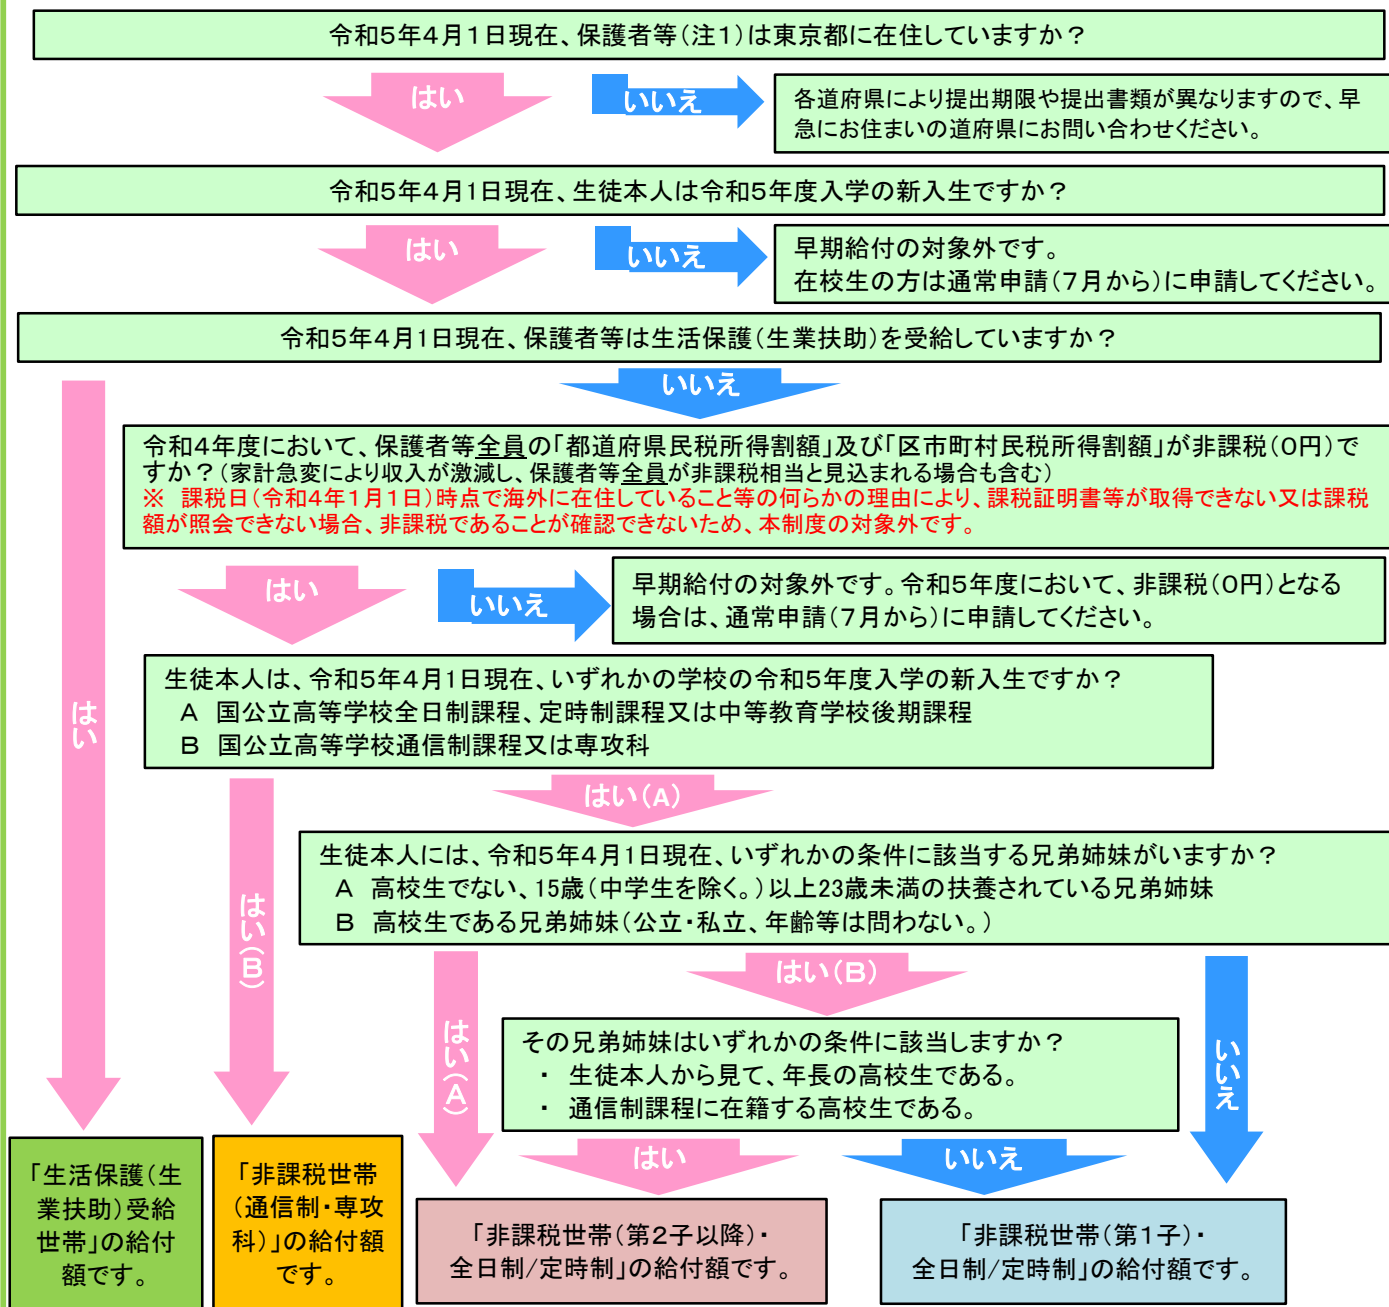 令和5年4月1日現在、保護者等(注1)は東京都に在住していますか？
はい
いいえ
各道府県により提出期限や提出書類が異なりますので、早
急にお住まいの道府県にお問い合わせください。
令和5年4月1日現在、生徒本人は令和5年度入学の新入生ですか？
はい
いいえ
早期給付の対象外です。
在校生の方は通常申請(7月から)に申請してください。
令和5年4月1日現在、保護者等は生活保護(生業扶助)を受給していますか？
はい
いいえ
令和4年度において、保護者等全員の「都道府県民税所得割額」及び「区市町村民税所得割額」が非課税(0円)で
すか？(家計急変により収入が激減し、保護者等全員が非課税相当と見込まれる場合も含む)
※ 課税日(令和4年1月1日)時点で海外に在住していること等の何らかの理由により、課税証明書等が取得できない又は課税
額が照会できない場合、非課税であることが確認できないため、本制度の対象外です。
はい
いいえ
早期給付の対象外です。令和5年度において、非課税(0円)となる
場合は、通常申請(7月から)に申請してください。
生徒本人は、令和5年4月1日現在、いずれかの学校の令和5年度入学の新入生ですか？
A 国公立高等学校全日制課程、定時制課程又は中等教育学校後期課程
B 国公立高等学校通信制課程又は専攻科
はい(B)
はい(A)
生徒本人には、令和5年4月1日現在、いずれかの条件に該当する兄弟姉妹がいますか？
A 高校生でない、15歳(中学生を除く。)以上23歳未満の扶養されている兄弟姉妹
B 高校生である兄弟姉妹(公立・私立、年齢等は問わない。)
はい(A)
はい(B)
いいえ
その兄弟姉妹はいずれかの条件に該当しますか？
・ 生徒本人から見て、年長の高校生である。
・ 通信制課程に在籍する高校生である。
はい
いいえ
「生活保護(生
業扶助)受給
世帯」の給付
額です。
「非課税世帯
(通信制・専攻
科)」の給付額
です。
「非課税世帯(第2子以降)・
全日制/定時制」の給付額です。
「非課税世帯(第1子)・
全日制/定時制」の給付額です。